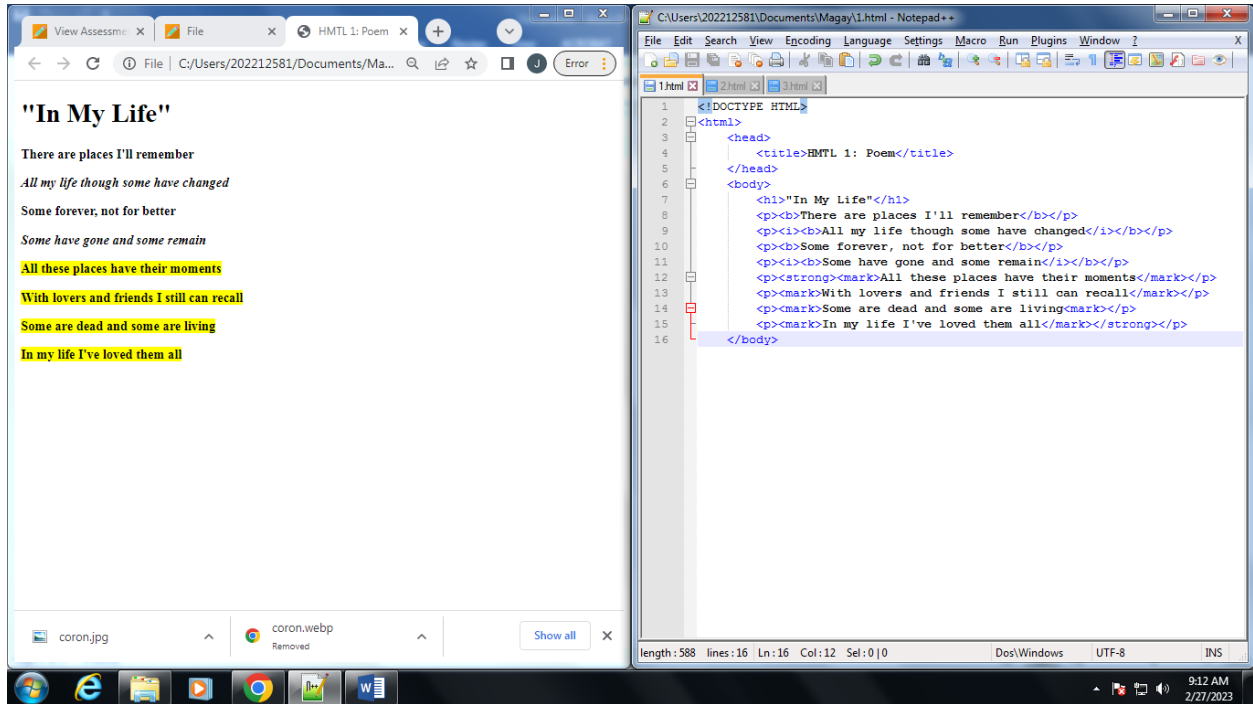 View Assessme
File
HMTL 1: Poem
File
C:/Users/202212581/Documents/Ma...
J
Error
"In My Life"
There are places I'll remember
All my life though some have changed
Some forever, not for better
Some have gone and some remain
All these places have their moments
With lovers and friends I still can recall
Some are dead and some are living
In my life I've loved them all
coron.jpg
coron.webp
Removed
Show all
C:\Users\202212581\Documents\Magay\1.html - Notepad++
File Edit Search View Encoding Language Settings Macro Run Plugins Window ? X
1.html 2.html 3.html
1 <!DOCTYPE HTML>
2 <html>
3 <head>
4 <title>HMTL 1: Poem</title>
5 </head>
6 <body>
7 <h1>"In My Life"</h1>
8 <p><b>There are places I'll remember</b></p>
9 <p><i><b>All my life though some have changed</i></b></p>
10 <p><b>Some forever, not for better</b></p>
11 <p><i><b>Some have gone and some remain</i></b></p>
12 <p><strong><mark>All these places have their moments</mark></p>
13 <p><mark>With lovers and friends I still can recall</mark></p>
14 <p><mark>Some are dead and some are living<mark></p>
15 <p><mark>In my life I've loved them all</mark></strong></p>
16 </body>
length : 588 lines : 16 Ln : 16 Col : 12 Sel : 0 | 0 Dos\Windows UTF-8 INS
9:12 AM
2/27/2023